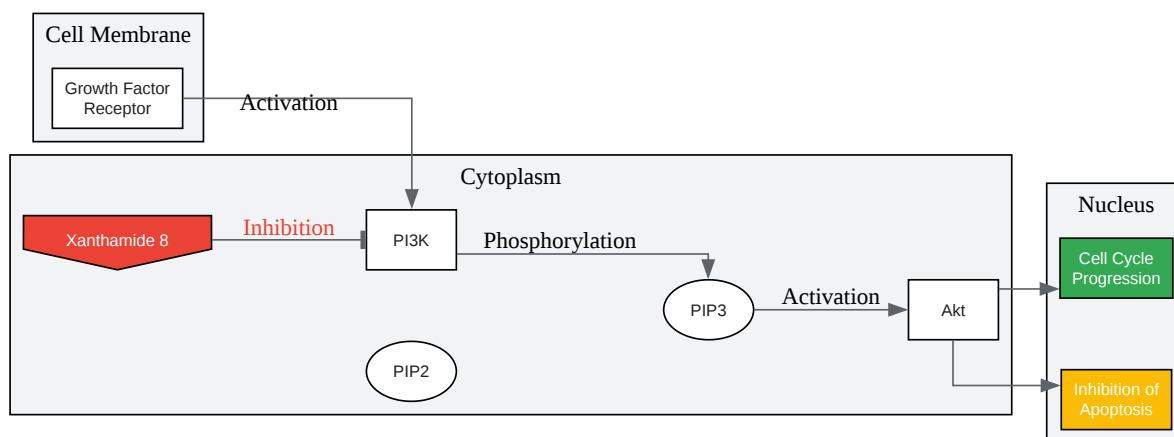 Cell Membrane
Growth Factor
Receptor
Activation
Cytoplasm
Xanthamide 8
Inhibition
PI3K
Phosphorylation
PIP3
Activation
Akt
PIP2
Nucleus
Cell Cycle
Progression
Inhibition of
Apoptosis